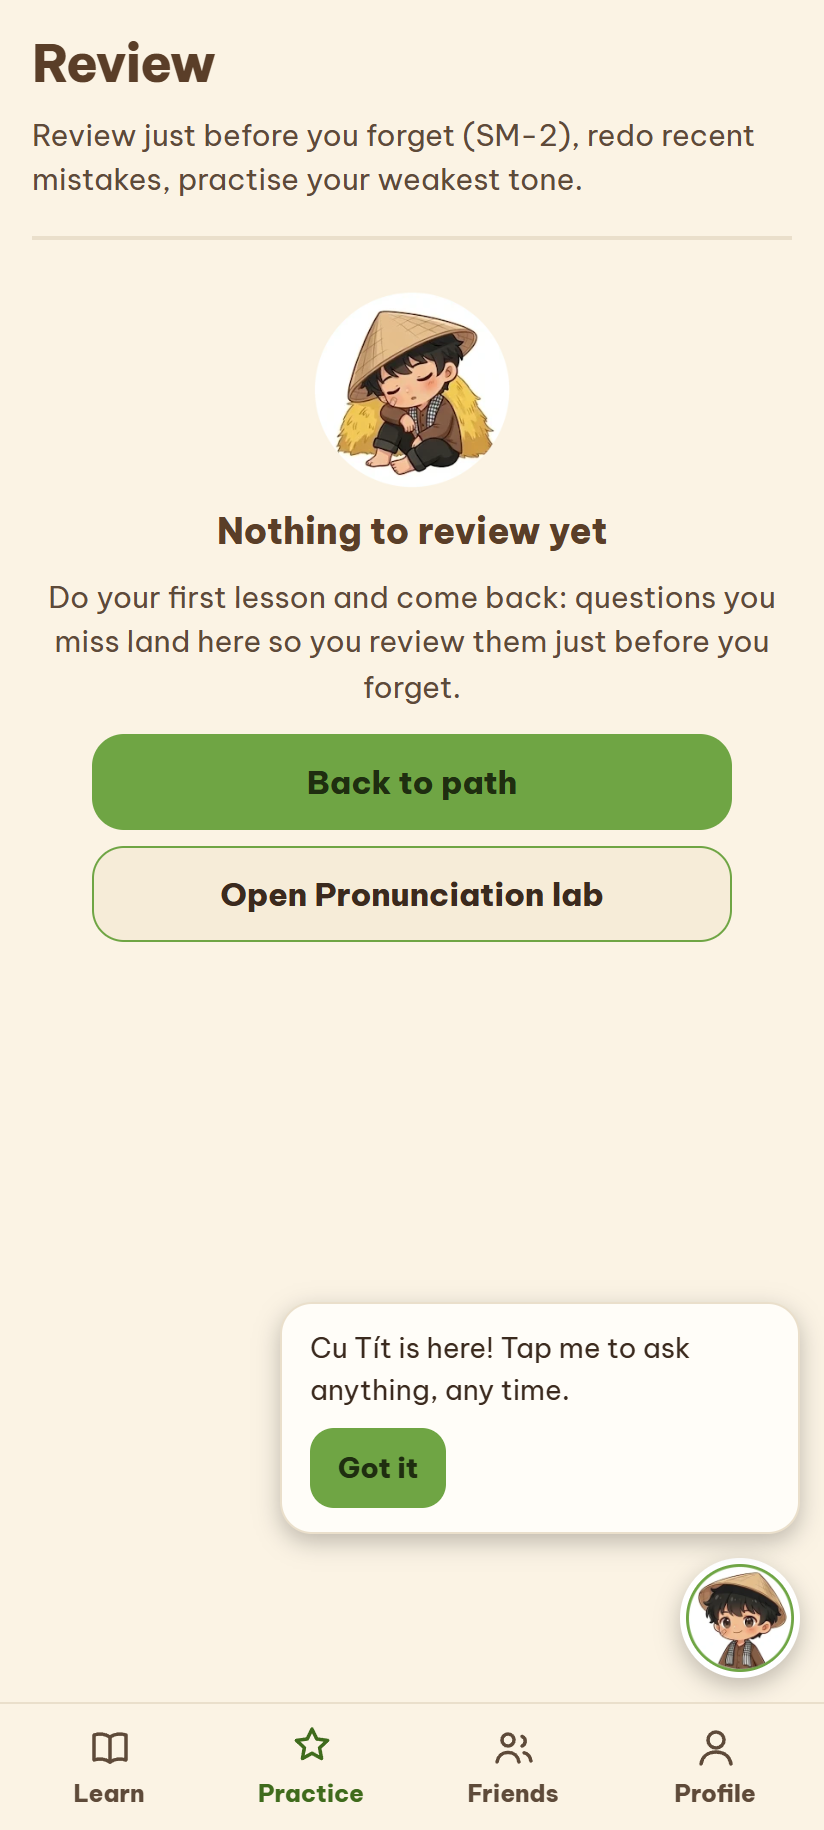 Review
Review just before you forget (SM-2), redo recent
mistakes, practise your weakest tone.
Nothing to review yet
Do your first lesson and come back: questions you
miss land here so you review them just before you
forget.
Back to path
Open Pronunciation lab
Cu Tít is here! Tap me to ask
anything, any time.
Got it
Learn
Practice
Friends
Profile